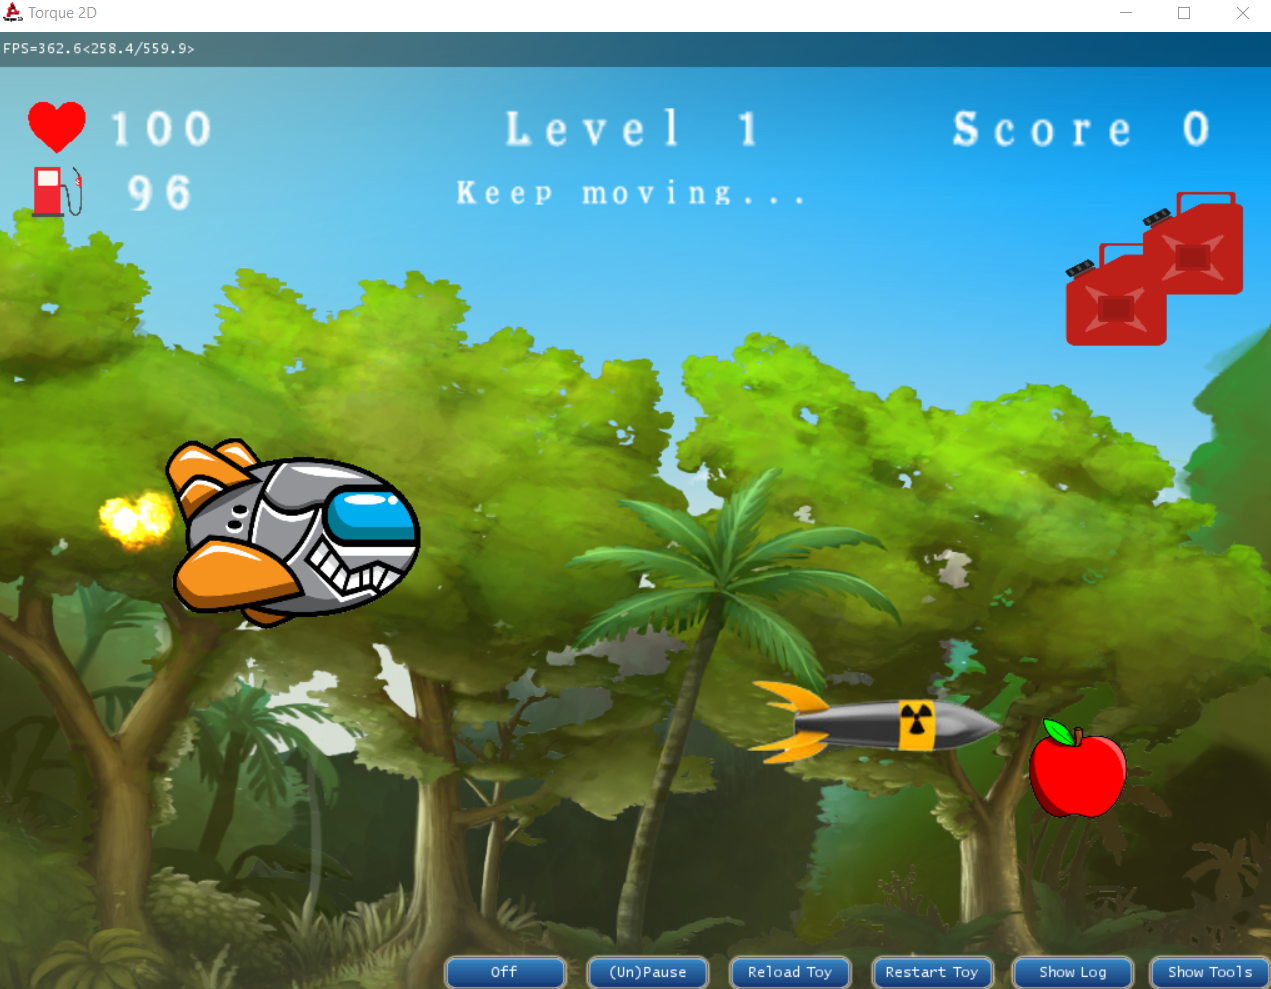 Torque 2D
FPS=362.6<258.4/559.9>
100
Level 1
Score 0
96
Keep moving...
Off
(Un)Pause
Reload Toy
Restart Toy
Show Log
Show Tools